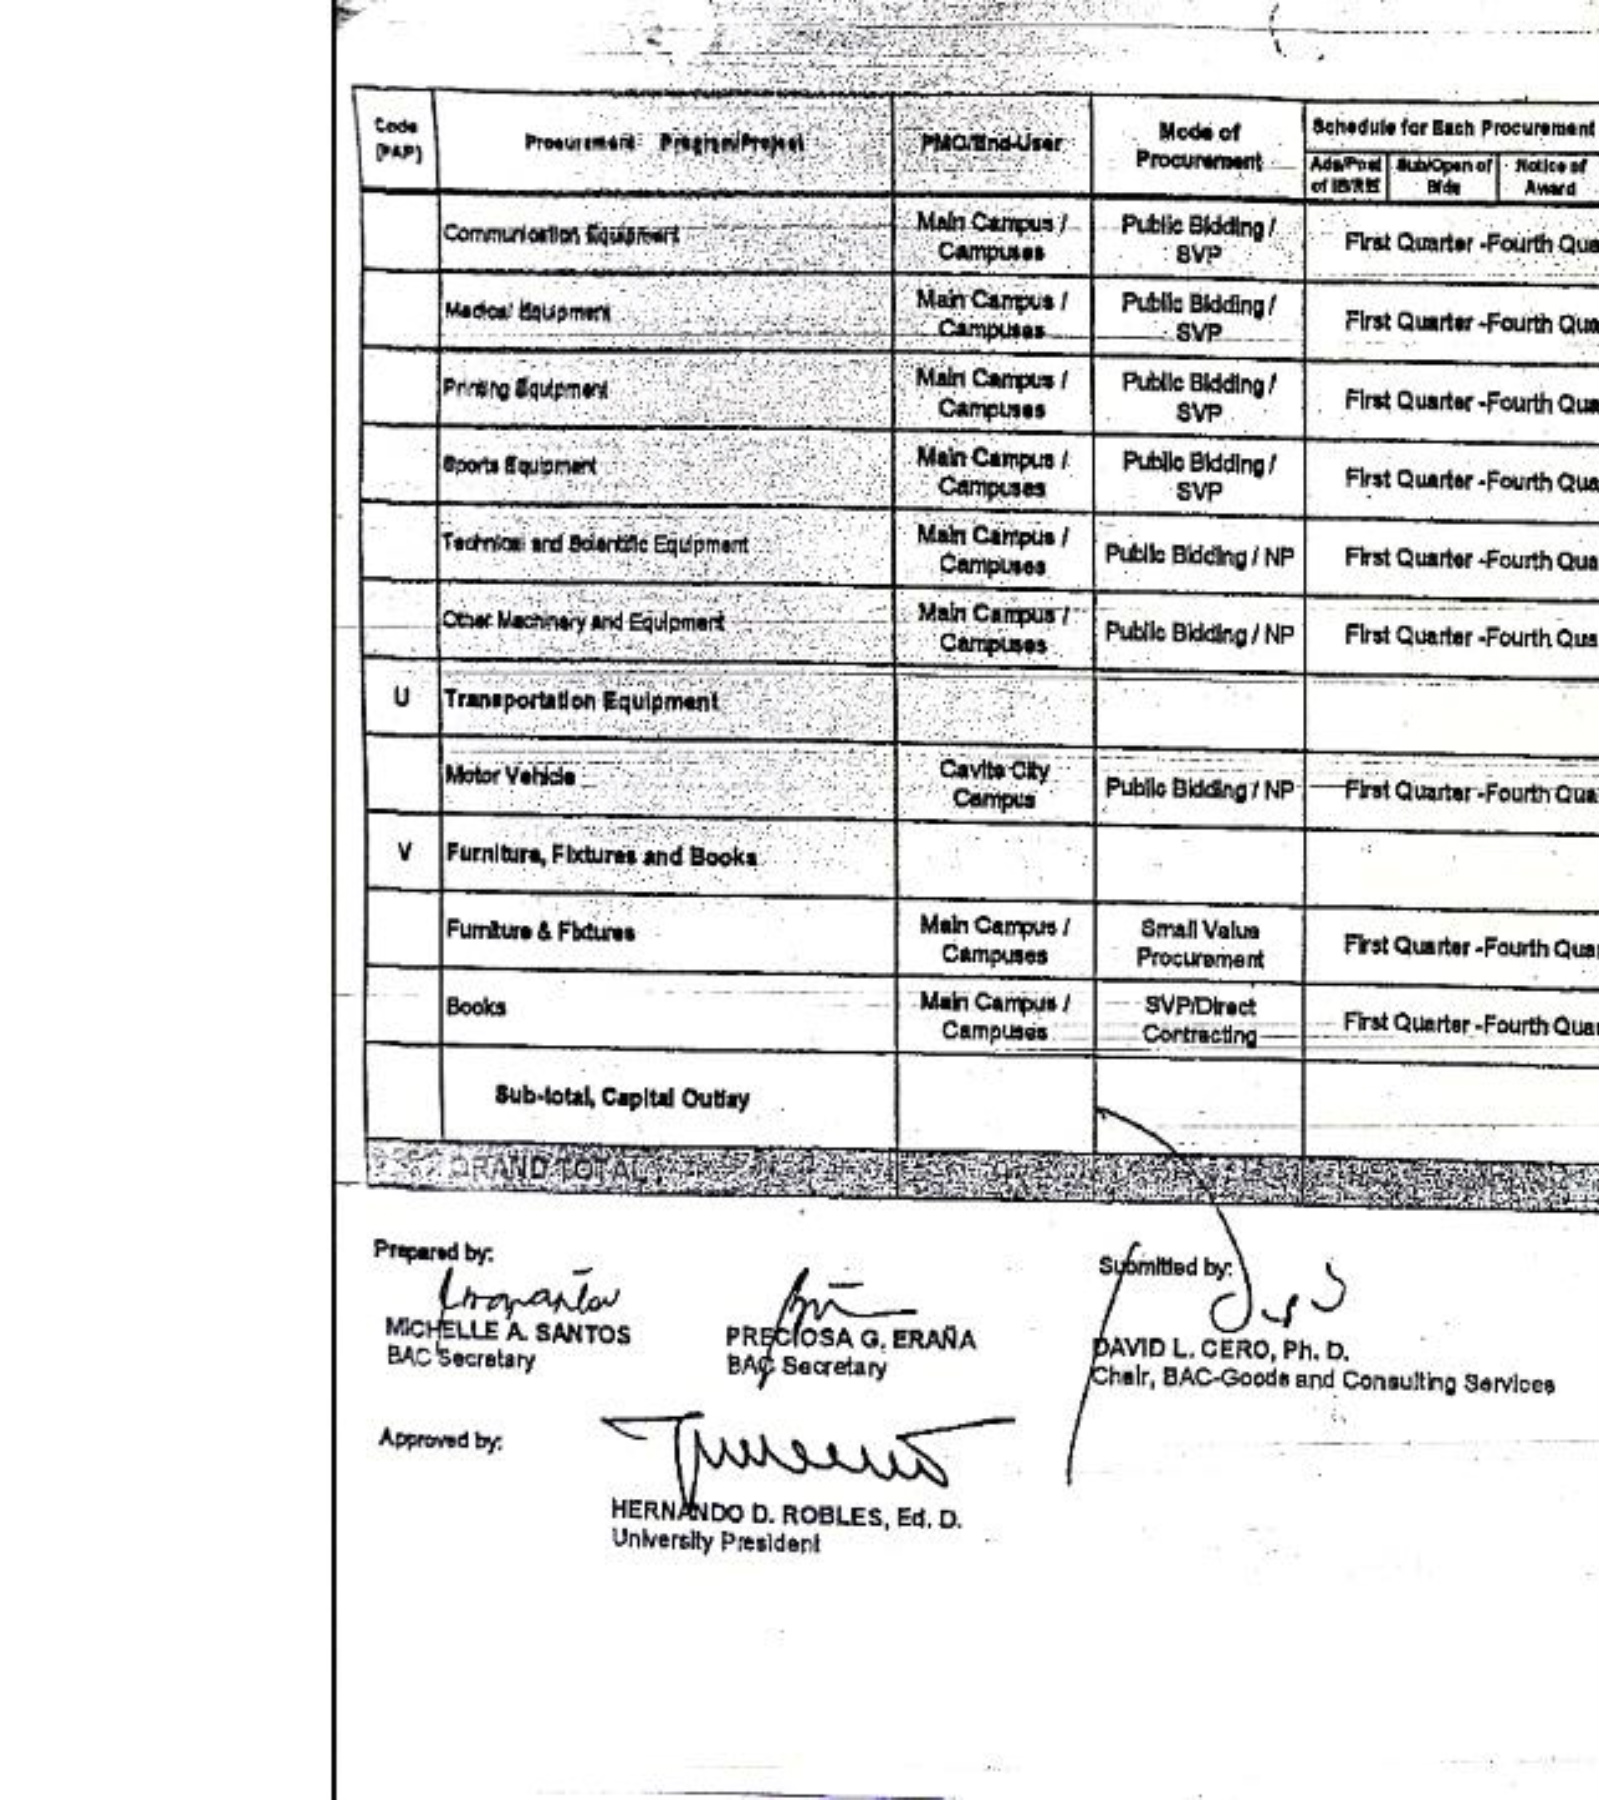 Code
(PAP)
Procurement Program/Project
PMO/End-User
Mode of
Procurement
Schedule for Each Procurement
Ads/Post
of IB/REI
Sub/Open of
Bids
Notice of
Award
Communication Equipment
Main Campus /
Campuses
Public Bidding /
SVP
First Quarter -Fourth Qua
Medical Equipment
Main Campus /
Campuses
Public Bidding /
SVP
First Quarter -Fourth Qua
Printing Equipment
Main Campus /
Campuses
Public Bidding /
SVP
First Quarter -Fourth Qua
Sports Equipment
Main Campus /
Campuses
Public Bidding /
SVP
First Quarter -Fourth Qua
Technical and Scientific Equipment
Main Campus /
Campuses
Public Bidding / NP
First Quarter -Fourth Qua
Other Machinery and Equipment
Main Campus /
Campuses
Public Bidding / NP
First Quarter -Fourth Qua
U
Transportation Equipment
Motor Vehicle
Cavite City
Campus
Public Bidding / NP
First Quarter -Fourth Qua
V
Furniture, Fixtures and Books
Furniture & Fixtures
Main Campus /
Campuses
Small Value
Procurement
First Quarter -Fourth Qua
Books
Main Campus /
Campuses
SVP/Direct
Contracting
First Quarter -Fourth Qua
Sub-total, Capital Outlay
GRAND TOTAL
Prepared by:
MICHELLE A. SANTOS
BAC Secretary
PRECIOSA G. ERAÑA
BAC Secretary
Submitted by:
DAVID L. CERO, Ph. D.
Chair, BAC-Goods and Consulting Services
Approved by:
HERNANDO D. ROBLES, Ed. D.
University President